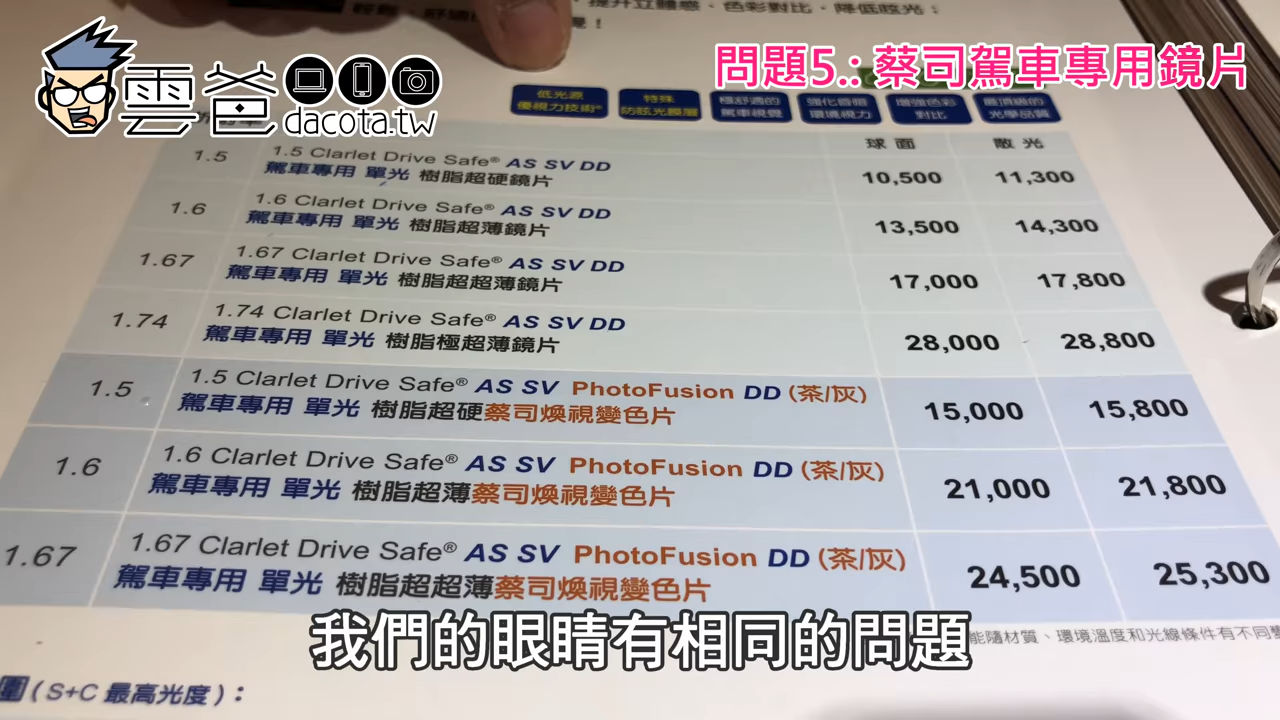 提升立體感、色彩對比，降低眩光；
覺！
雲爸
dacota.tw
問題5.: 蔡司駕車專用鏡片
低光源
優視力技術
特殊
防眩光膜層
極舒適的
駕車視覺
強化昏暗
環境視力
增強色彩
對比
最頂級的
光學品質
球面 散光
1.5 1.5 Clarlet Drive Safe® AS SV DD 10,500 11,300
駕車專用 單光 樹脂超硬鏡片
1.6 1.6 Clarlet Drive Safe® AS SV DD 13,500 14,300
駕車專用 單光 樹脂超薄鏡片
1.67 1.67 Clarlet Drive Safe® AS SV DD 17,000 17,800
駕車專用 單光 樹脂超超薄鏡片
1.74 1.74 Clarlet Drive Safe® AS SV DD 28,000 28,800
駕車專用 單光 樹脂極超薄鏡片
1.5 1.5 Clarlet Drive Safe® AS SV PhotoFusion DD (茶/灰) 15,000 15,800
駕車專用 單光 樹脂超硬蔡司煥視變色片
1.6 1.6 Clarlet Drive Safe® AS SV PhotoFusion DD (茶/灰) 21,000 21,800
駕車專用 單光 樹脂超薄蔡司煥視變色片
1.67 1.67 Clarlet Drive Safe® AS SV PhotoFusion DD (茶/灰) 24,500 25,300
駕車專用 單光 樹脂超超薄蔡司煥視變色片
我們的眼睛有相同的問題
能隨材質、環境溫度和光線條件有不同
圍 (S+C 最高光度)：